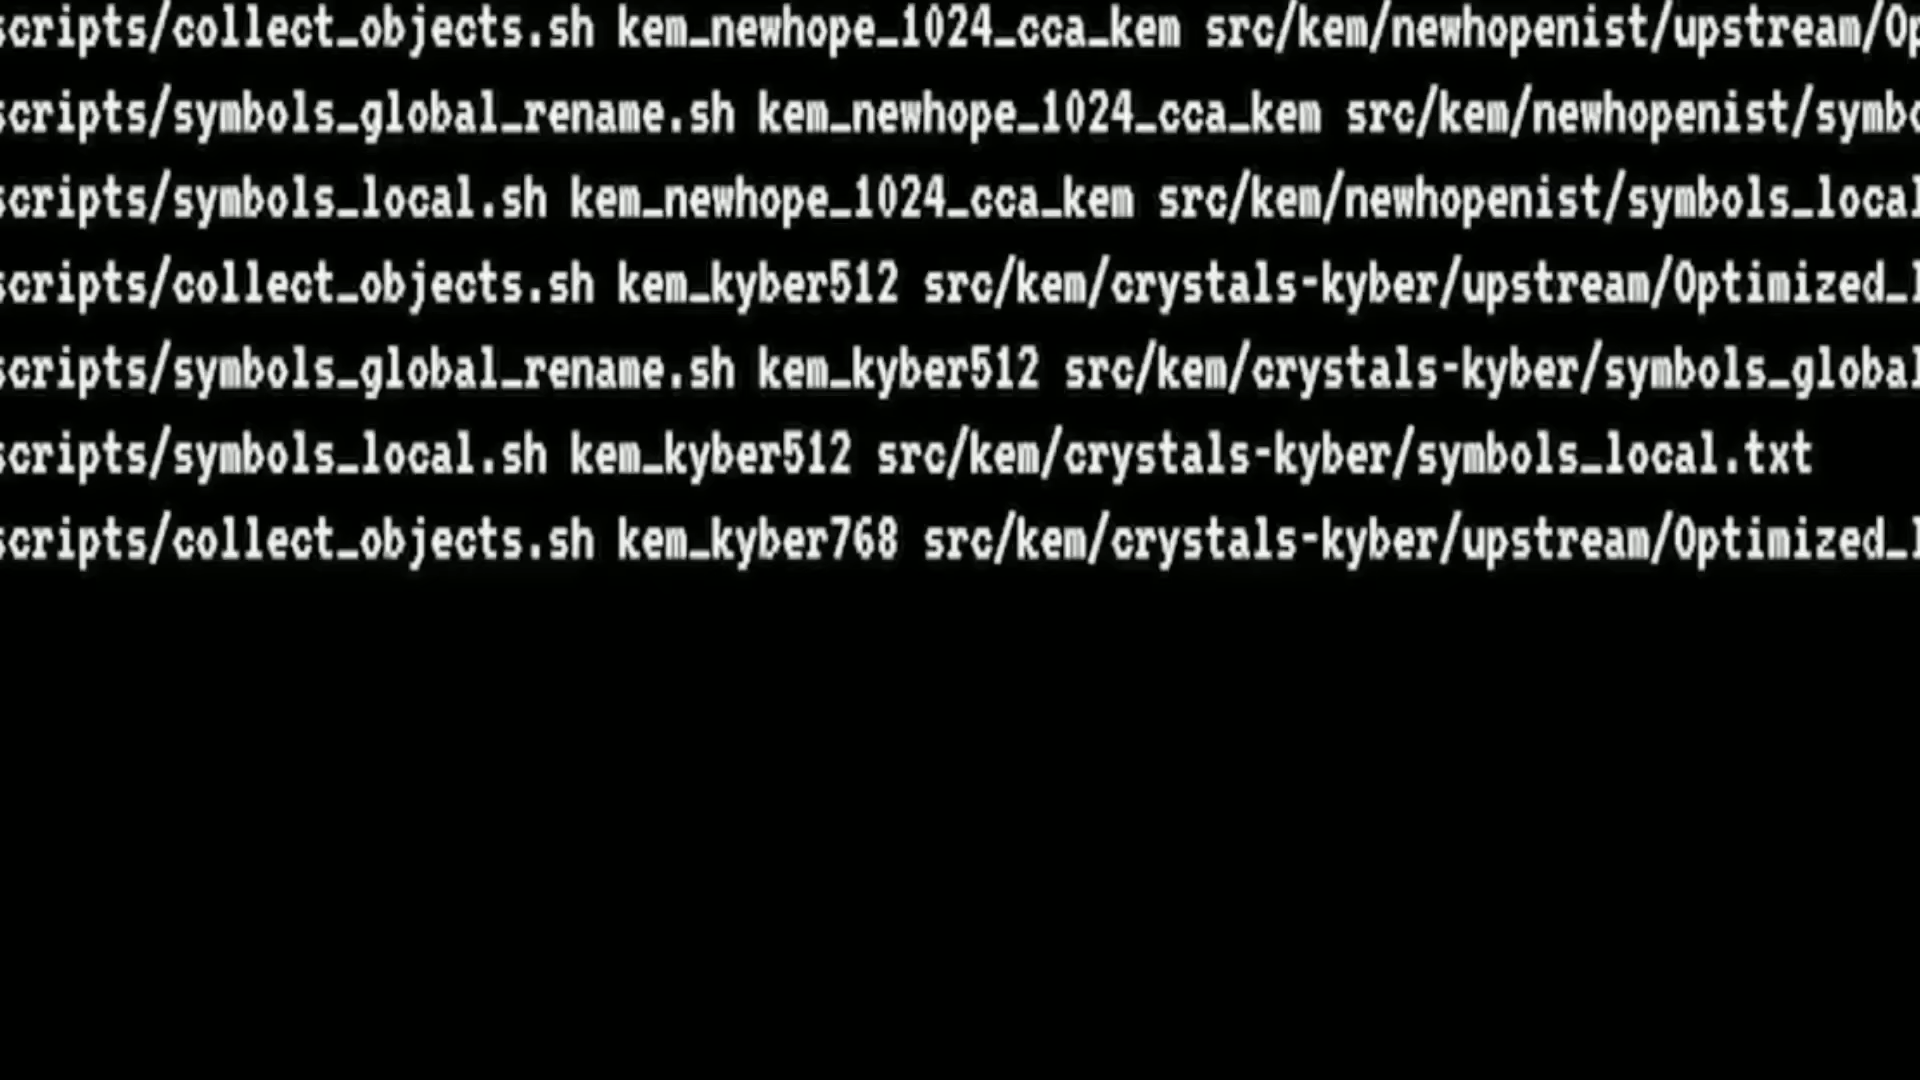 scripts/collect_objects.sh kem_newhope_1024_cca_kem src/kem/newhopenist/upstream/Op
scripts/symbols_global_rename.sh kem_newhope_1024_cca_kem src/kem/newhopenist/symbo
scripts/symbols_local.sh kem_newhope_1024_cca_kem src/kem/newhopenist/symbols_local
scripts/collect_objects.sh kem_kyber512 src/kem/crystals-kyber/upstream/Optimized_
scripts/symbols_global_rename.sh kem_kyber512 src/kem/crystals-kyber/symbols_global
scripts/symbols_local.sh kem_kyber512 src/kem/crystals-kyber/symbols_local.txt
scripts/collect_objects.sh kem_kyber768 src/kem/crystals-kyber/upstream/Optimized_